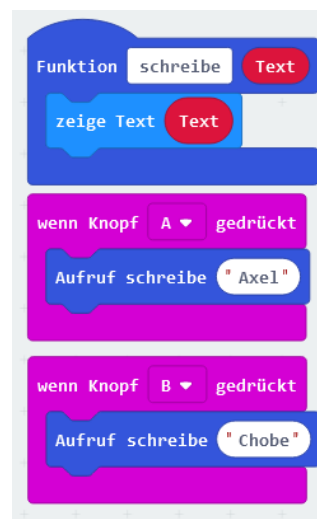 Funktion schreibe Text
zeige Text Text
wenn Knopf A gedrückt
Aufruf schreibe "Axel"
wenn Knopf B gedrückt
Aufruf schreibe "Chobe"